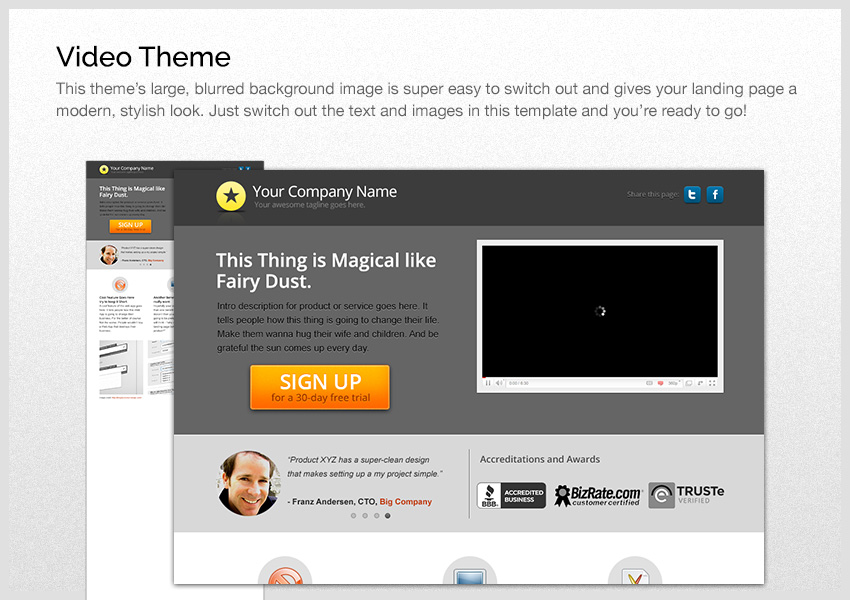 Video Theme
This theme’s large, blurred background image is super easy to switch out and gives your landing page a
modern, stylish look. Just switch out the text and images in this template and you’re ready to go!
Your Company Name
This Thing is Magical like
Fairy Dust.
SIGN UP
Your Company Name
Your awesome tagline goes here.
Share this page:
This Thing is Magical like
Fairy Dust.
Intro description for product or service goes here. It
tells people how this thing is going to change their life.
Make them wanna hug their wife and children. And be
grateful the sun comes up every day.
SIGN UP
for a 30-day free trial
“Product XYZ has a super-clean design
that makes setting up a my project simple.”
- Franz Andersen, CTO, Big Company
Accreditations and Awards
BBB
ACCREDITED
BUSINESS
BizRate.com
customer certified
TRUSTe
VERIFIED